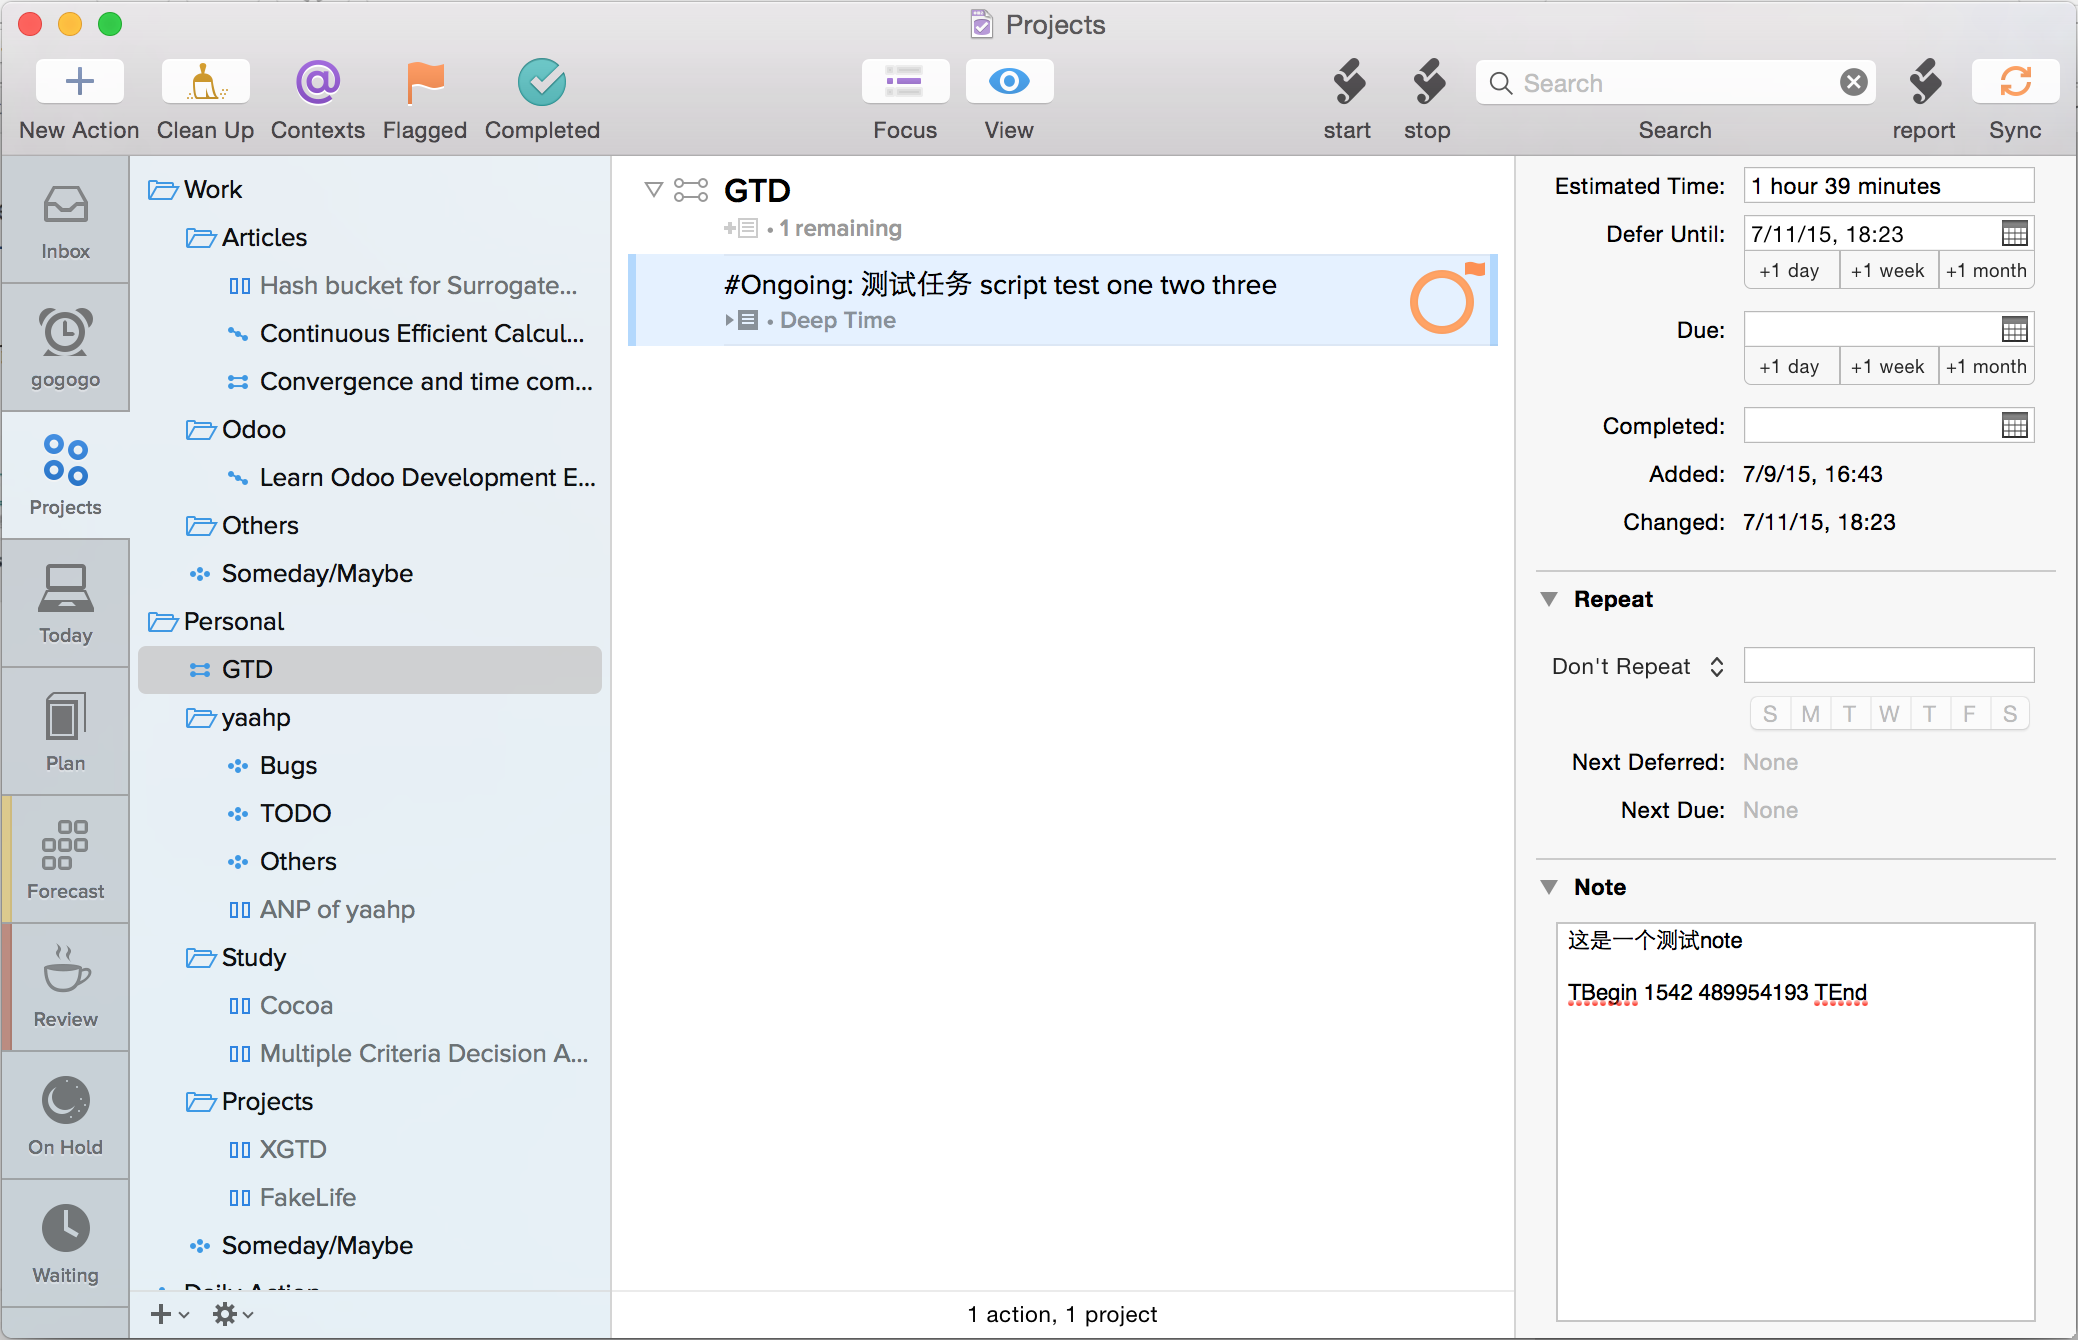 Projects
New Action
Clean Up
Contexts
Flagged
Completed
Focus
View
start
stop
Search
Search
report
Sync
Inbox
gogogo
Projects
Today
Plan
Forecast
Review
On Hold
Waiting
Work
Articles
Hash bucket for Surrogate...
Continuous Efficient Calcul...
Convergence and time com...
Odoo
Learn Odoo Development E...
Others
Someday/Maybe
Personal
GTD
yaahp
Bugs
TODO
Others
ANP of yaahp
Study
Cocoa
Multiple Criteria Decision A...
Projects
XGTD
FakeLife
Someday/Maybe
Daily Action
GTD
• 1 remaining
#Ongoing: 测试任务 script test one two three
• Deep Time
1 action, 1 project
Estimated Time: 1 hour 39 minutes
Defer Until: 7/11/15, 18:23
+1 day +1 week +1 month
Due:
+1 day +1 week +1 month
Completed:
Added: 7/9/15, 16:43
Changed: 7/11/15, 18:23
Repeat
Don't Repeat
S M T W T F S
Next Deferred: None
Next Due: None
Note
这是一个测试note
TBegin 1542 489954193 TEnd